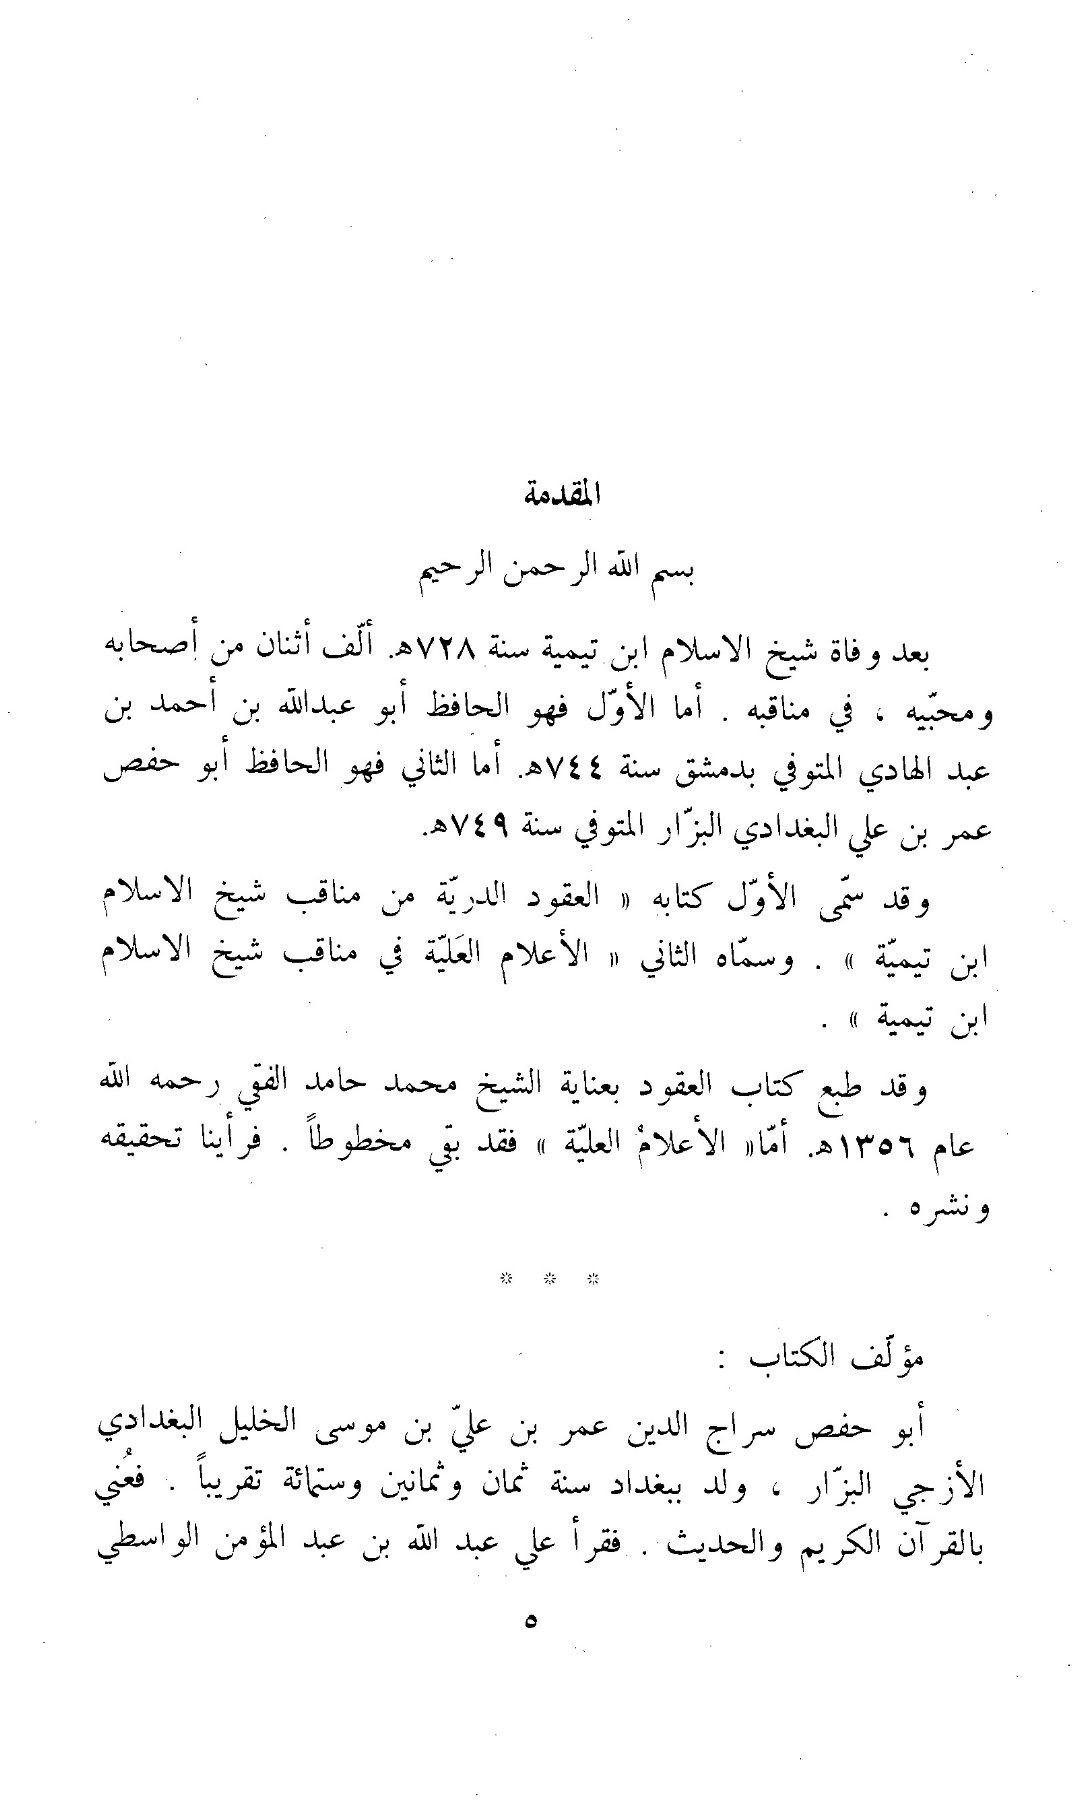 المقدمة
بسم الله الرحمن الرحيم
بعد وفاة شيخ الاسلام ابن تيمية سنة ٧٢٨هـ. ألّف أثنان من أصحابه
ومحبّيه ، في مناقبه . أما الأوّل فهو الحافظ أبو عبدالله بن أحمد بن
عبد الهادي المتوفي بدمشق سنة ٧٤٤هـ. أما الثاني فهو الحافظ أبو حفص
عمر بن علي البغدادي البزّار المتوفي سنة ٧٤٩هـ.
وقد سمّى الأوّل كتابه « العقود الدريّة من مناقب شيخ الاسلام
ابن تيميّة » . وسمّاه الثاني « الأعلام العَليّة في مناقب شيخ الاسلام
ابن تيمية » .
وقد طبع كتاب العقود بعناية الشيخ محمد حامد الفقي رحمه الله
عام ١٣٥٦هـ. أمّا« الأعلامُ العليّة » فقد بقي مخطوطاً . فرأينا تحقيقه
ونشره .
* * *
مؤلّف الكتاب :
أبو حفص سراج الدين عمر بن عليّ بن موسى الخليل البغدادي
الأزجي البزّار ، ولد ببغداد سنة ثمان وثمانين وستمائة تقريباً . فعُني
بالقرآن الكريم والحديث . فقرأ علي عبد الله بن عبد المؤمن الواسطي
٥